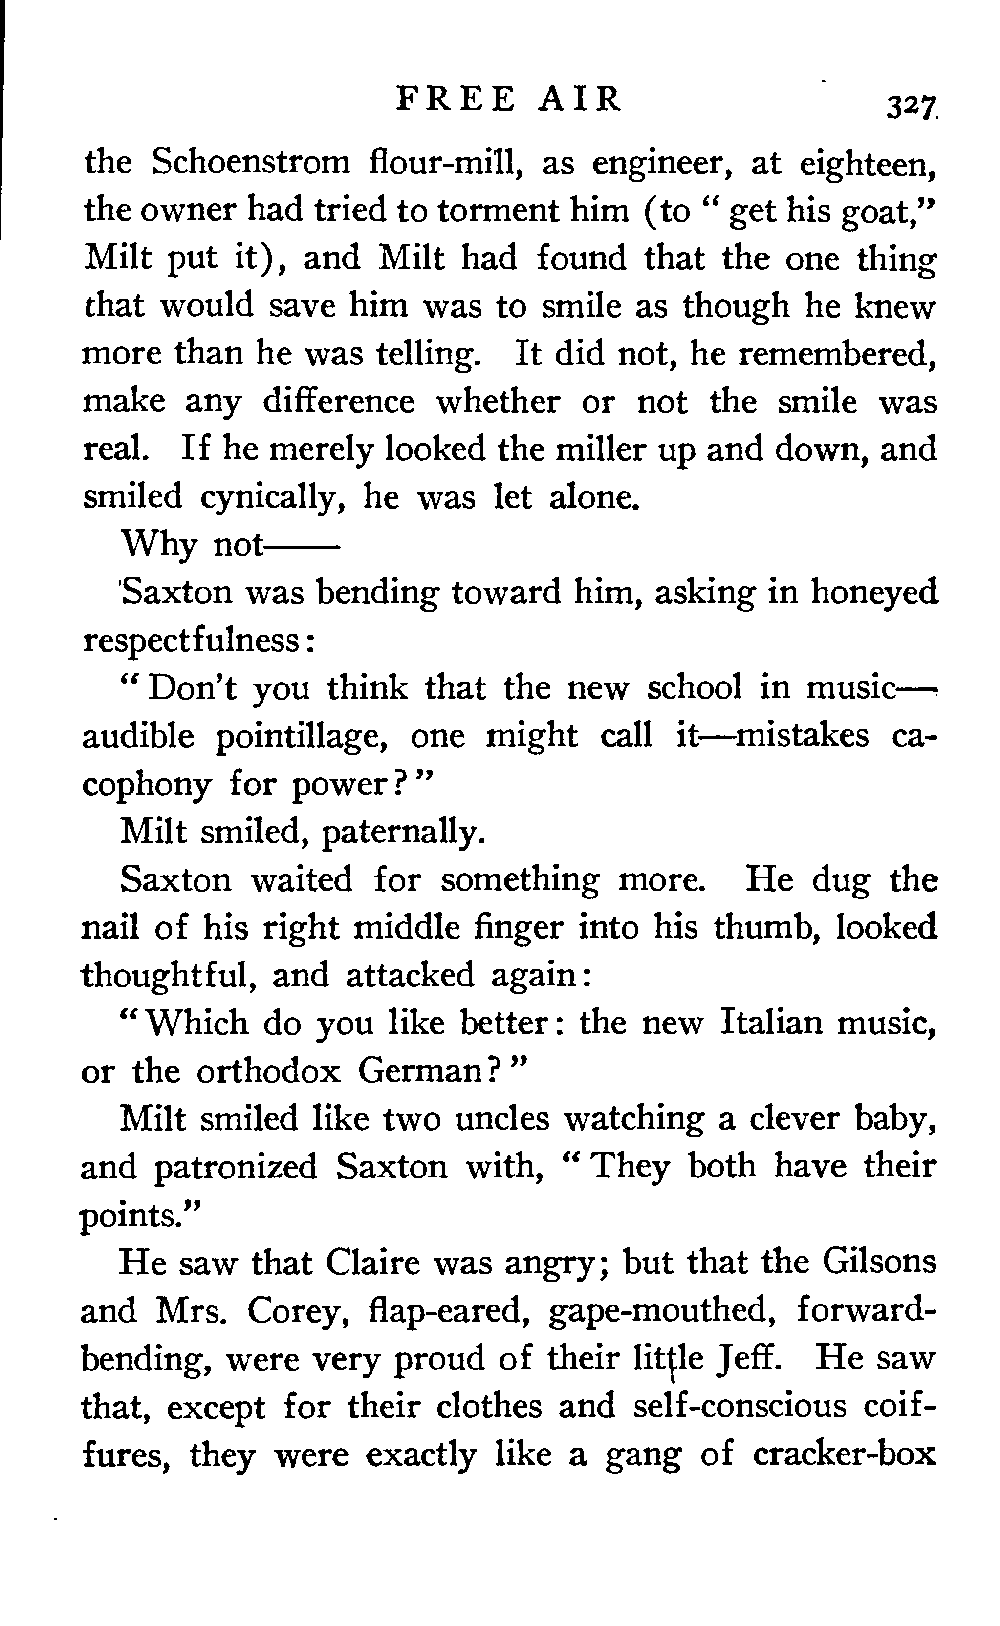 FREE AIR 327
the Schoenstrom flour-mill, as engineer, at eighteen,
the owner had tried to torment him (to “ get his goat,”
Milt put it), and Milt had found that the one thing
that would save him was to smile as though he knew
more than he was telling. It did not, he remembered,
make any difference whether or not the smile was
real. If he merely looked the miller up and down, and
smiled cynically, he was let alone.
Why not——
Saxton was bending toward him, asking in honeyed
respectfulness:
“ Don’t you think that the new school in music—
audible pointillage, one might call it—mistakes ca-
cophony for power? ”
Milt smiled, paternally.
Saxton waited for something more. He dug the
nail of his right middle finger into his thumb, looked
thoughtful, and attacked again:
“ Which do you like better: the new Italian music,
or the orthodox German? ”
Milt smiled like two uncles watching a clever baby,
and patronized Saxton with, “ They both have their
points.”
He saw that Claire was angry; but that the Gilsons
and Mrs. Corey, flap-eared, gape-mouthed, forward-
bending, were very proud of their little Jeff. He saw
that, except for their clothes and self-conscious coif-
fures, they were exactly like a gang of cracker-box